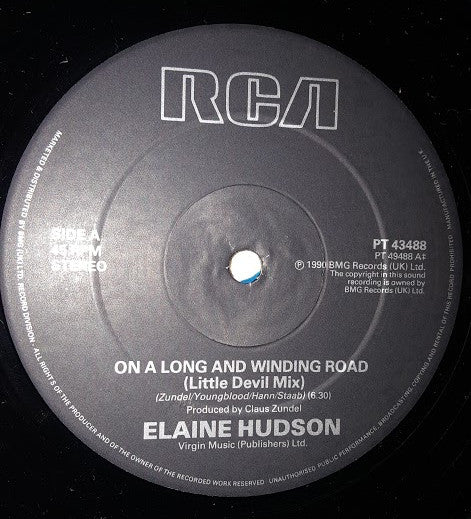 RCA
SIDE A
45 RPM
STEREO
PT 43488
PT 49488 A‡
℗ 1990 BMG Records (UK) Ltd.
The copyright in this sound
recording is owned by
BMG Records (UK) Ltd.
ON A LONG AND WINDING ROAD
(Little Devil Mix)
(Zundel/Youngblood/Hann/Staab) (6.30)
Produced by Claus Zundel
ELAINE HUDSON
Virgin Music (Publishers) Ltd.
MARKETED & DISTRIBUTED BY BMG (UK) LTD. RECORD DIVISION · ALL RIGHTS OF THE PRODUCER AND OF THE OWNER OF THE RECORDED WORK RESERVED UNAUTHORISED PUBLIC PERFORMANCE, BROADCASTING, COPYING AND RENTAL OF THIS RECORD PROHIBITED. MANUFACTURED IN THE U.K.